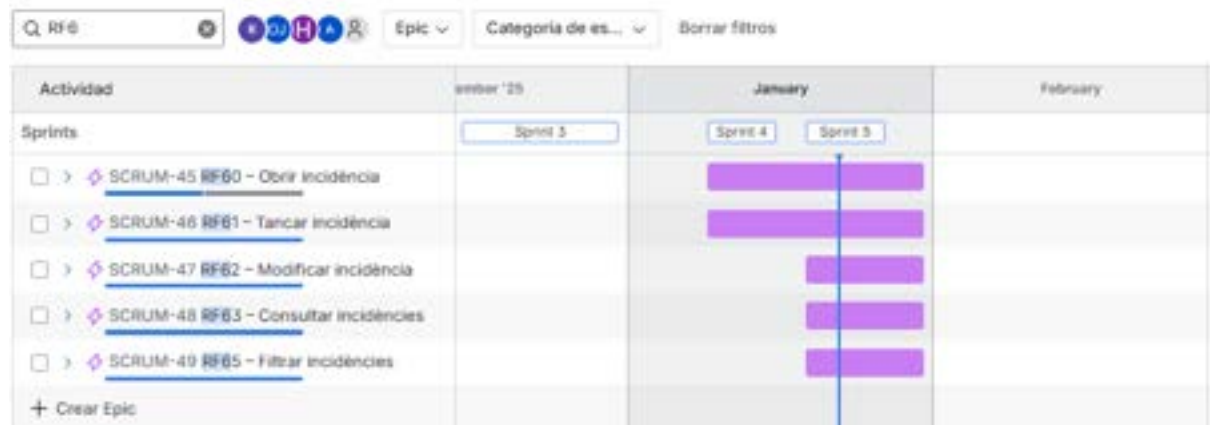 RF6 Epic Categoria de es... Borrar filtros
Actividad ember '25 January February
Sprints Sprint 3 Sprint 4 Sprint 5
SCRUM-45 RF60 – Obrir incidència
SCRUM-46 RF61 – Tancar incidència
SCRUM-47 RF62 – Modificar incidència
SCRUM-48 RF63 – Consultar incidències
SCRUM-49 RF65 – Filtrar incidències
+ Crear Epic